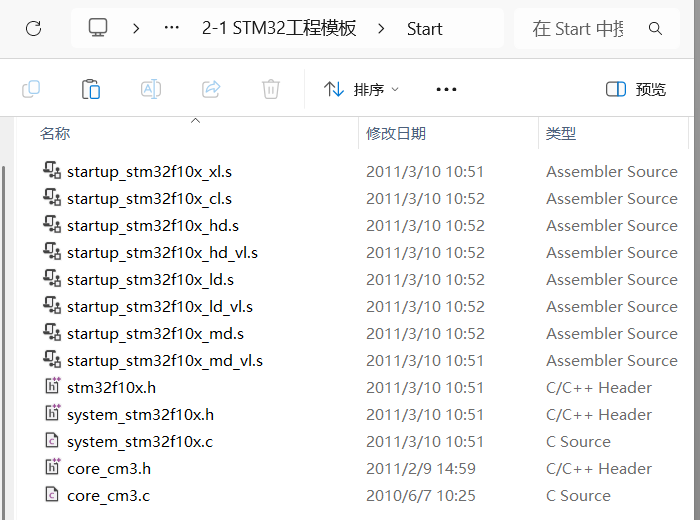 2-1 STM32工程模板 Start 在 Start 中搜
排序 预览
名称 修改日期 类型
startup_stm32f10x_xl.s 2011/3/10 10:51 Assembler Source
startup_stm32f10x_cl.s 2011/3/10 10:52 Assembler Source
startup_stm32f10x_hd.s 2011/3/10 10:52 Assembler Source
startup_stm32f10x_hd_vl.s 2011/3/10 10:52 Assembler Source
startup_stm32f10x_ld.s 2011/3/10 10:52 Assembler Source
startup_stm32f10x_ld_vl.s 2011/3/10 10:52 Assembler Source
startup_stm32f10x_md.s 2011/3/10 10:52 Assembler Source
startup_stm32f10x_md_vl.s 2011/3/10 10:51 Assembler Source
stm32f10x.h 2011/3/10 10:51 C/C++ Header
system_stm32f10x.h 2011/3/10 10:51 C/C++ Header
system_stm32f10x.c 2011/3/10 10:51 C Source
core_cm3.h 2011/2/9 14:59 C/C++ Header
core_cm3.c 2010/6/7 10:25 C Source